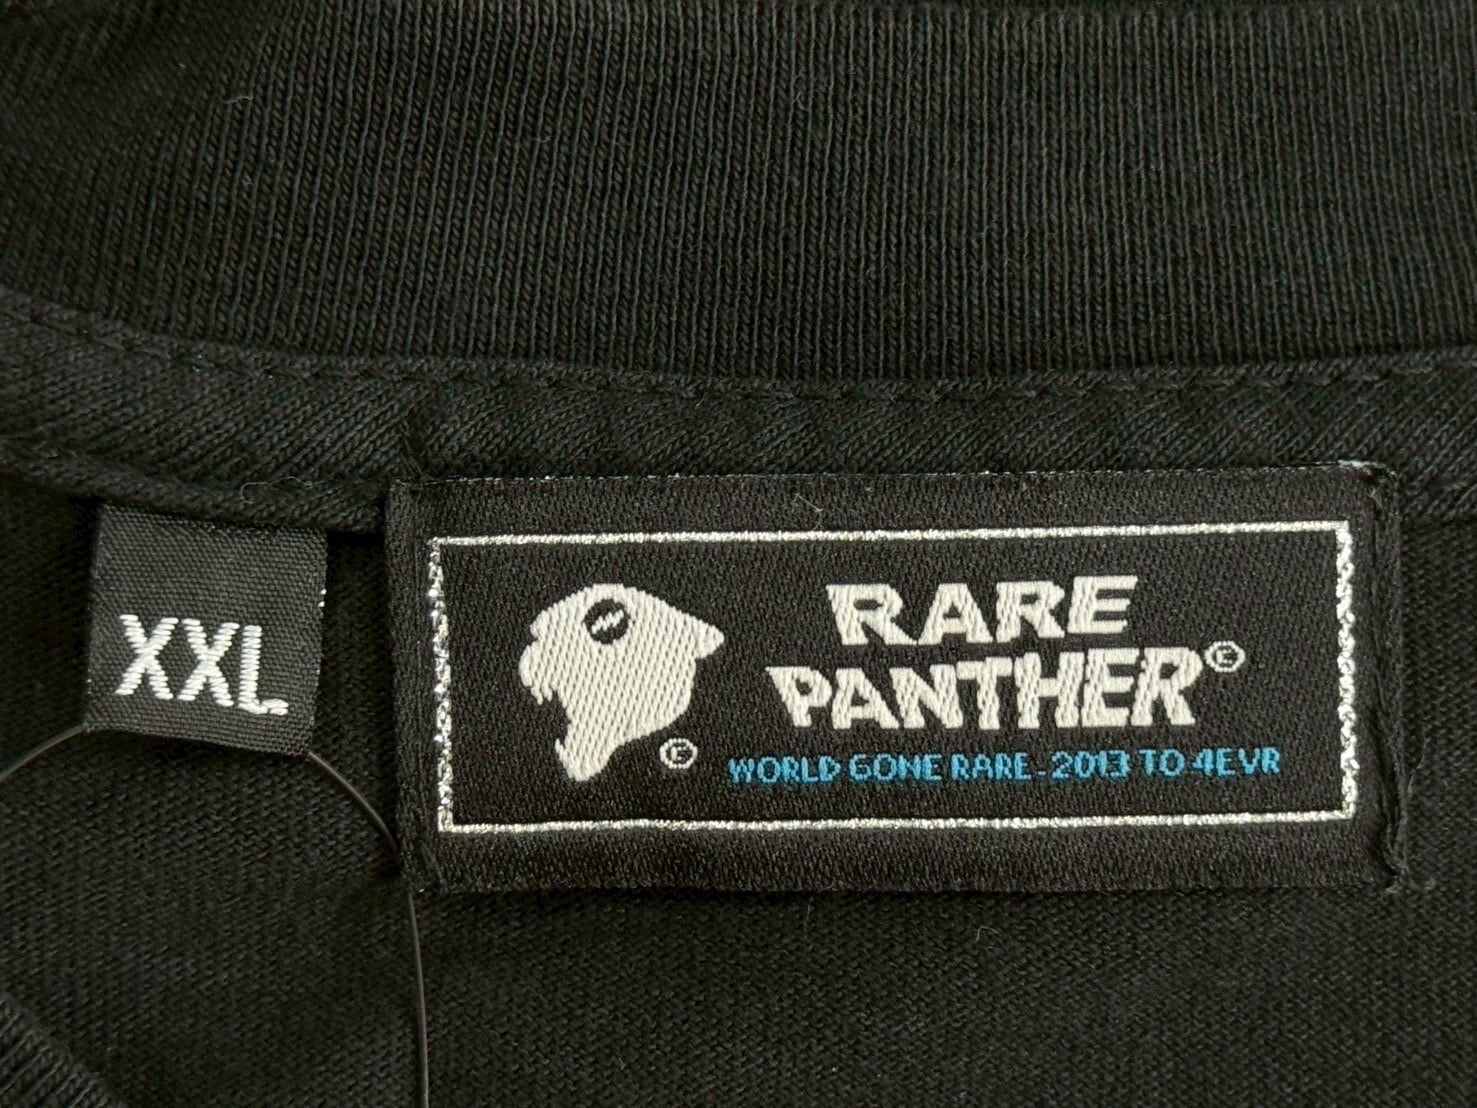 XXL
RARE
PANTHER©
©
WORLD GONE RARE - 2013 TO 4EVR